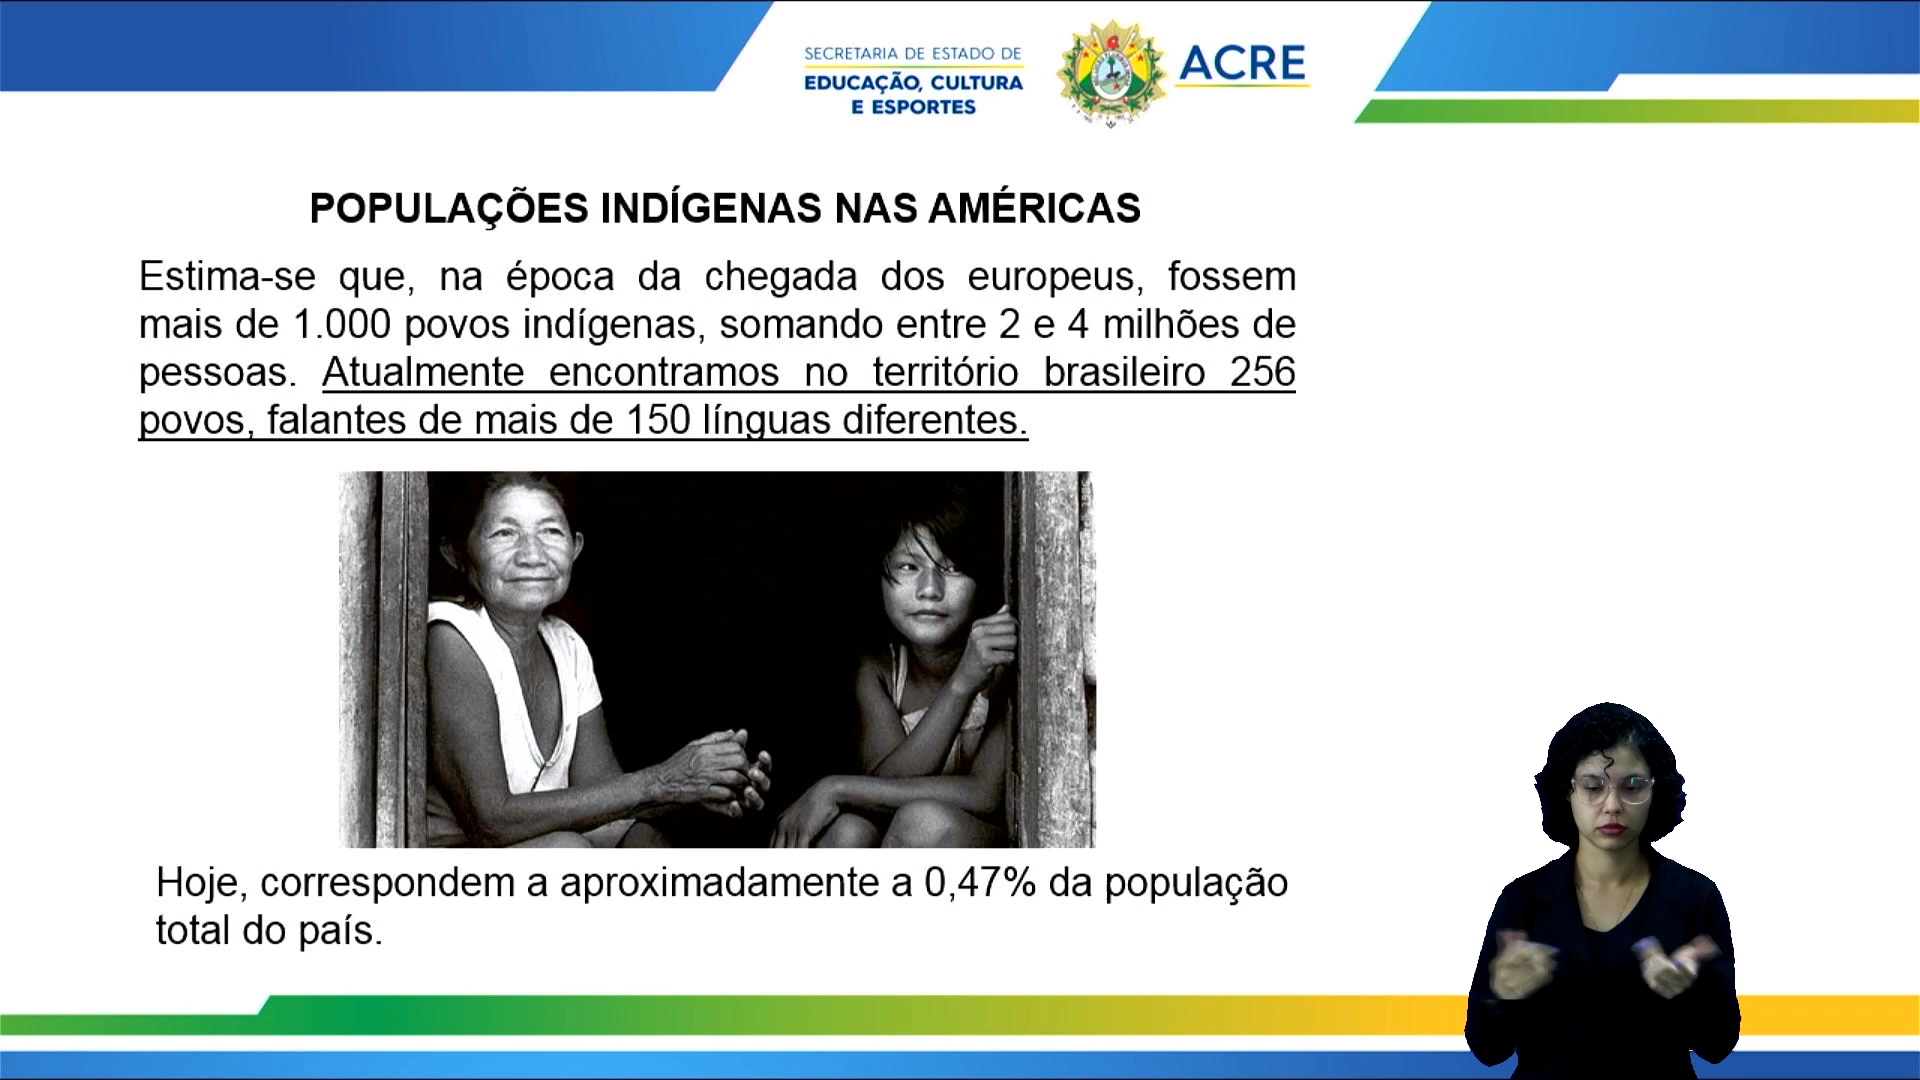 SECRETARIA DE ESTADO DE
EDUCAÇÃO, CULTURA
E ESPORTES
ACRE
POPULAÇÕES INDÍGENAS NAS AMÉRICAS
Estima-se que, na época da chegada dos europeus, fossem
mais de 1.000 povos indígenas, somando entre 2 e 4 milhões de
pessoas. Atualmente encontramos no território brasileiro 256
povos, falantes de mais de 150 línguas diferentes.
Hoje, correspondem a aproximadamente a 0,47% da população
total do país.